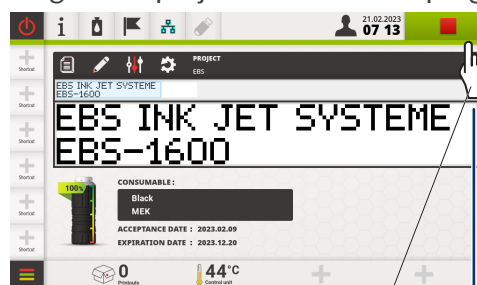 21.02.2023
07 13
PROJECT
EBS
Shortcut
EBS INK JET SYSTEME
EBS-1600
Shortcut
EBS INK JET SYSTEME
EBS-1600
Shortcut
Shortcut
Shortcut
100%
CONSUMABLE :
Black
MEK
ACCEPTANCE DATE : 2023.02.09
EXPIRATION DATE : 2023.12.20
0
Printouts
44°C
Control unit